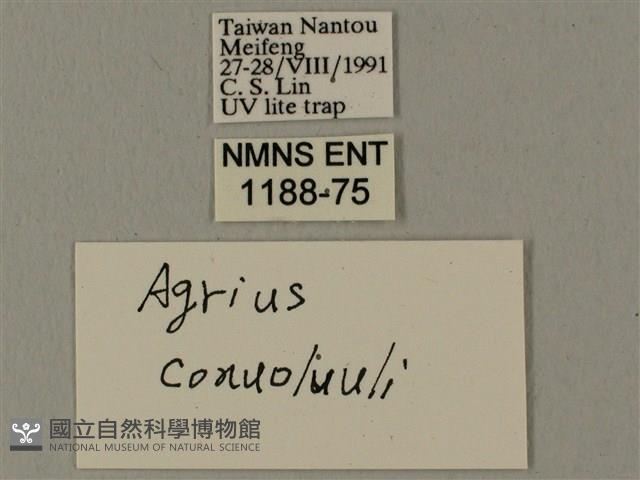 Taiwan Nantou
Meifeng
27-28/VIII/1991
C. S. Lin
UV lite trap
NMNS ENT
1188-75
Agrius
convolvuli
國立自然科學博物館
NATIONAL MUSEUM OF NATURAL SCIENCE